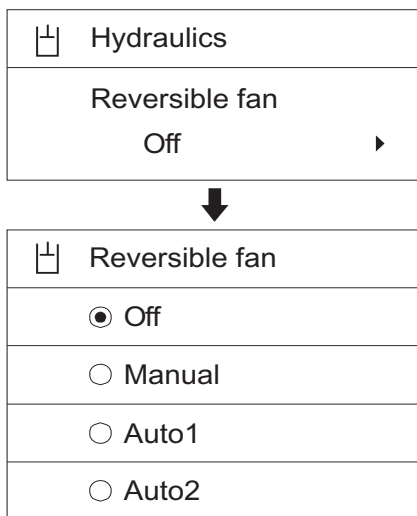 Hydraulics
Reversible fan
Off
Reversible fan
Off
Manual
Auto1
Auto2